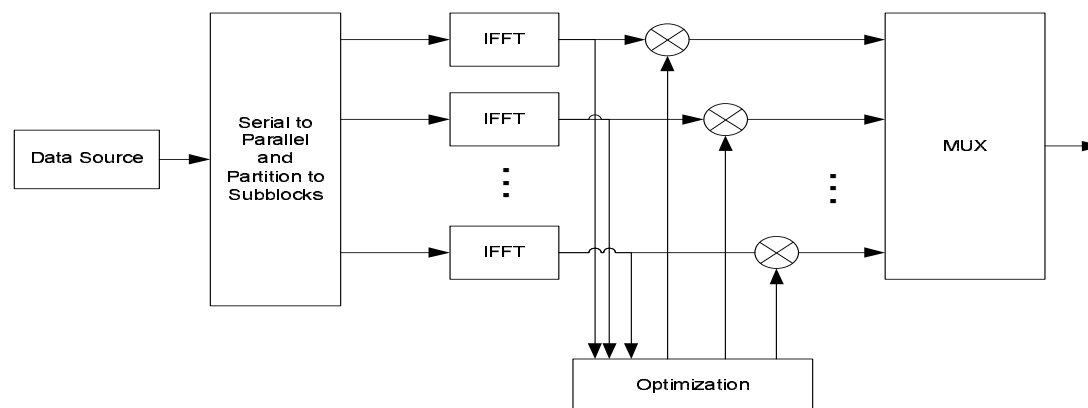 Data Source
Serial to
Parallel
and
Partition to
Subblocks
IFFT
IFFT
IFFT
MUX
Optimization